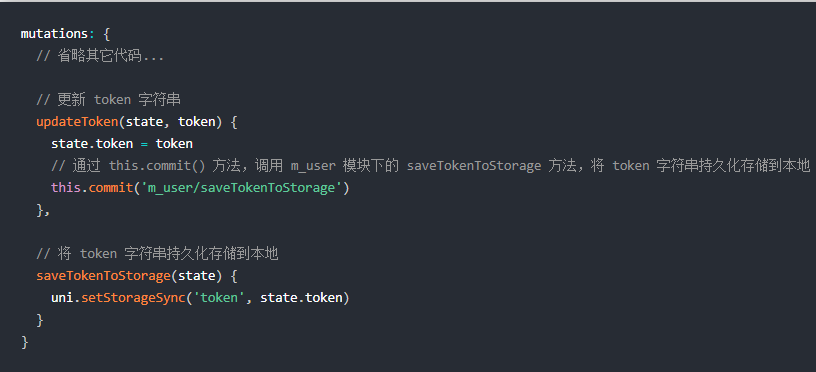 mutations: {
  // 省略其它代码...

  // 更新 token 字符串
  updateToken(state, token) {
    state.token = token
    // 通过 this.commit() 方法，调用 m_user 模块下的 saveTokenToStorage 方法，将 token 字符串持久化存储到本地
    this.commit('m_user/saveTokenToStorage')
  },

  // 将 token 字符串持久化存储到本地
  saveTokenToStorage(state) {
    uni.setStorageSync('token', state.token)
  }
}